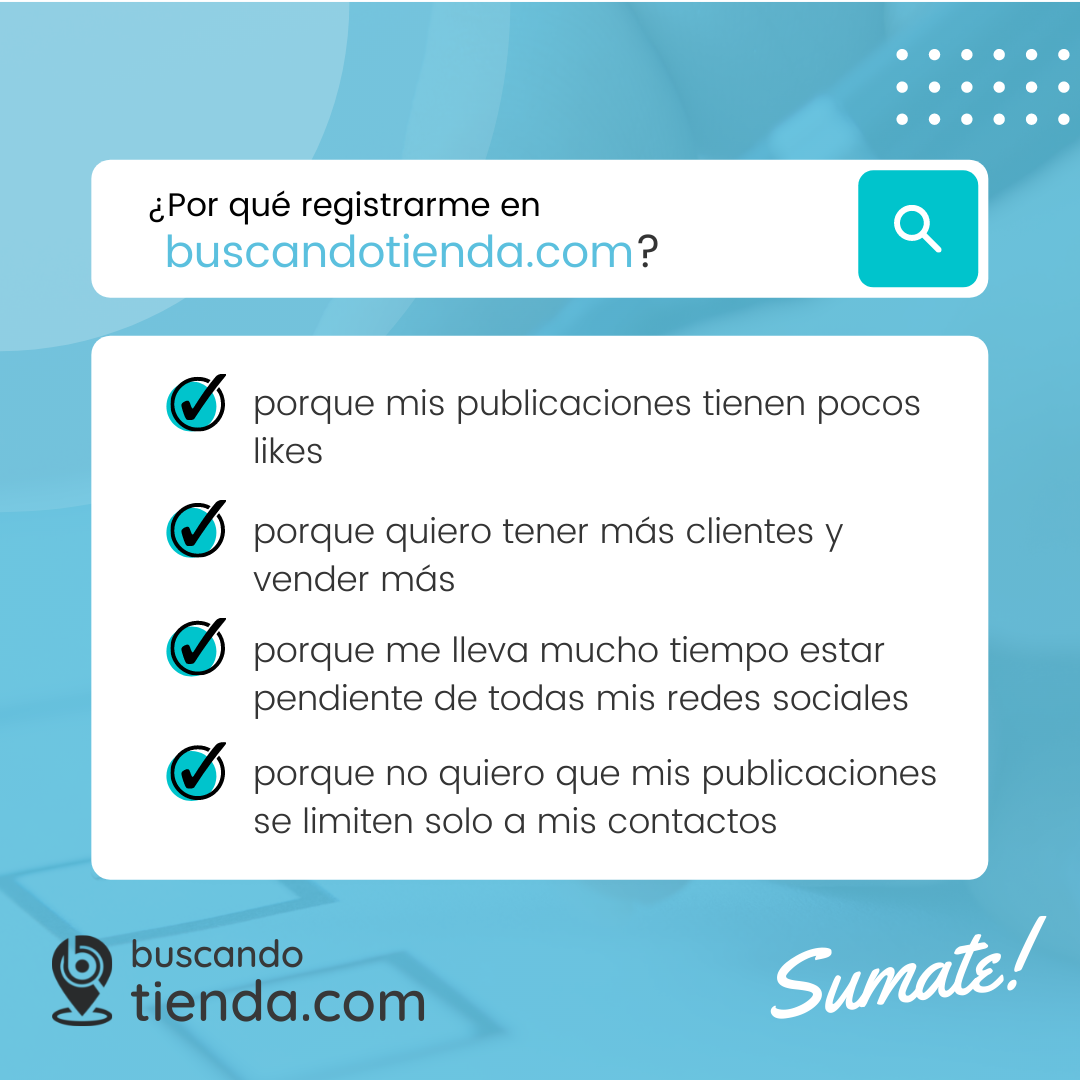 ¿Por qué registrarme en
buscandotienda.com?
porque mis publicaciones tienen pocos
likes
porque quiero tener más clientes y
vender más
porque me lleva mucho tiempo estar
pendiente de todas mis redes sociales
porque no quiero que mis publicaciones
se limiten solo a mis contactos
buscando
tienda.com
Sumate!